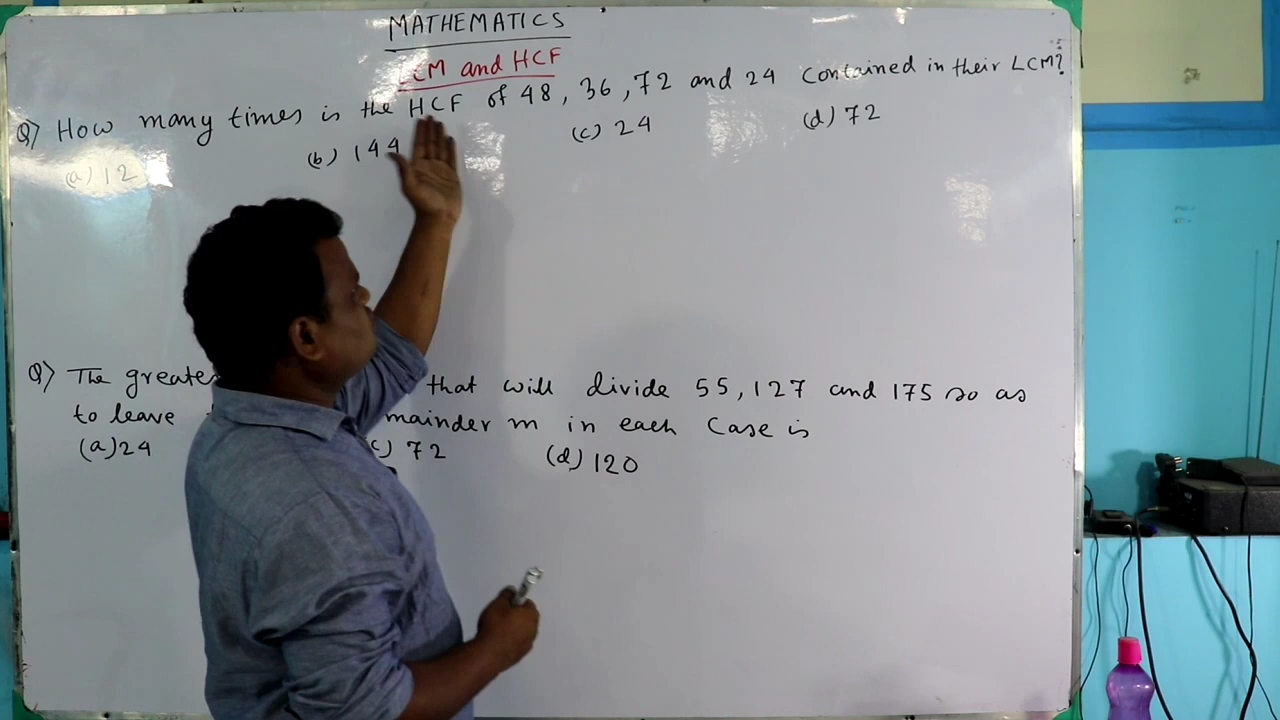 MATHEMATICS
LCM and HCF
Q) How many times is the HCF of 48, 36, 72 and 24 contained in their LCM?
(a) 12 (b) 144 (c) 24 (d) 72
Q) The greates that will divide 55, 127 and 175 so as
to leave mainder m in each case is
(a) 24 c) 72 (d) 120